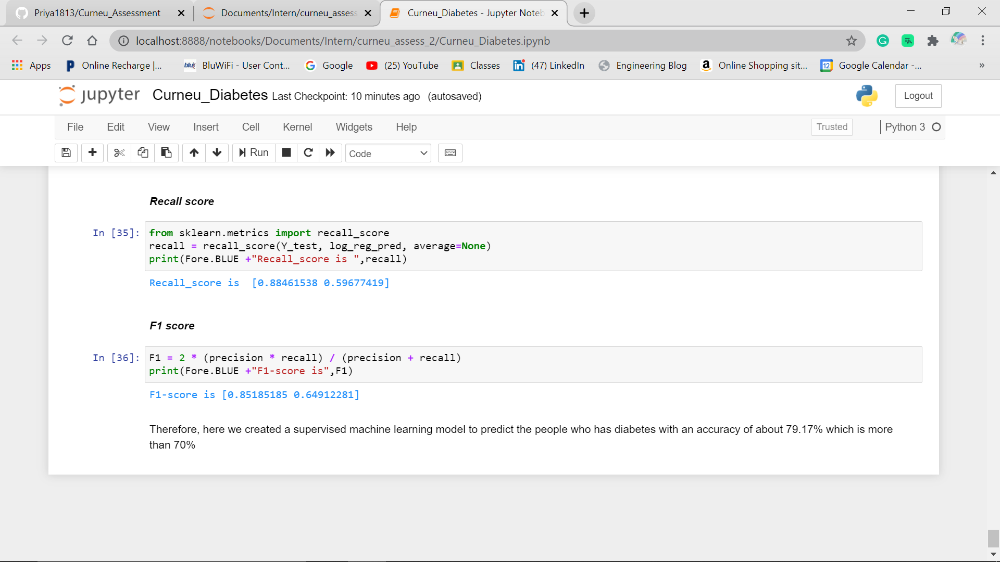 Priya1813/Curneu_Assessment
Documents/Intern/curneu_assess
Curneu_Diabetes - Jupyter Noteb
localhost:8888/notebooks/Documents/Intern/curneu_assess_2/Curneu_Diabetes.ipynb
Apps
Online Recharge |...
blu
BluWiFi - User Cont...
Google
(25) YouTube
Classes
(47) LinkedIn
Engineering Blog
Online Shopping sit...
12
Google Calendar -...
»
jupyter Curneu_Diabetes Last Checkpoint: 10 minutes ago (autosaved)
Logout
File Edit View Insert Cell Kernel Widgets Help
Trusted
Python 3
Run
Code
Recall score
In [35]:
from sklearn.metrics import recall_score
recall = recall_score(Y_test, log_reg_pred, average=None)
print(Fore.BLUE +"Recall_score is ",recall)
Recall_score is  [0.88461538 0.59677419]
F1 score
In [36]:
F1 = 2 * (precision * recall) / (precision + recall)
print(Fore.BLUE +"F1-score is",F1)
F1-score is [0.85185185 0.64912281]
Therefore, here we created a supervised machine learning model to predict the people who has diabetes with an accuracy of about 79.17% which is more
than 70%